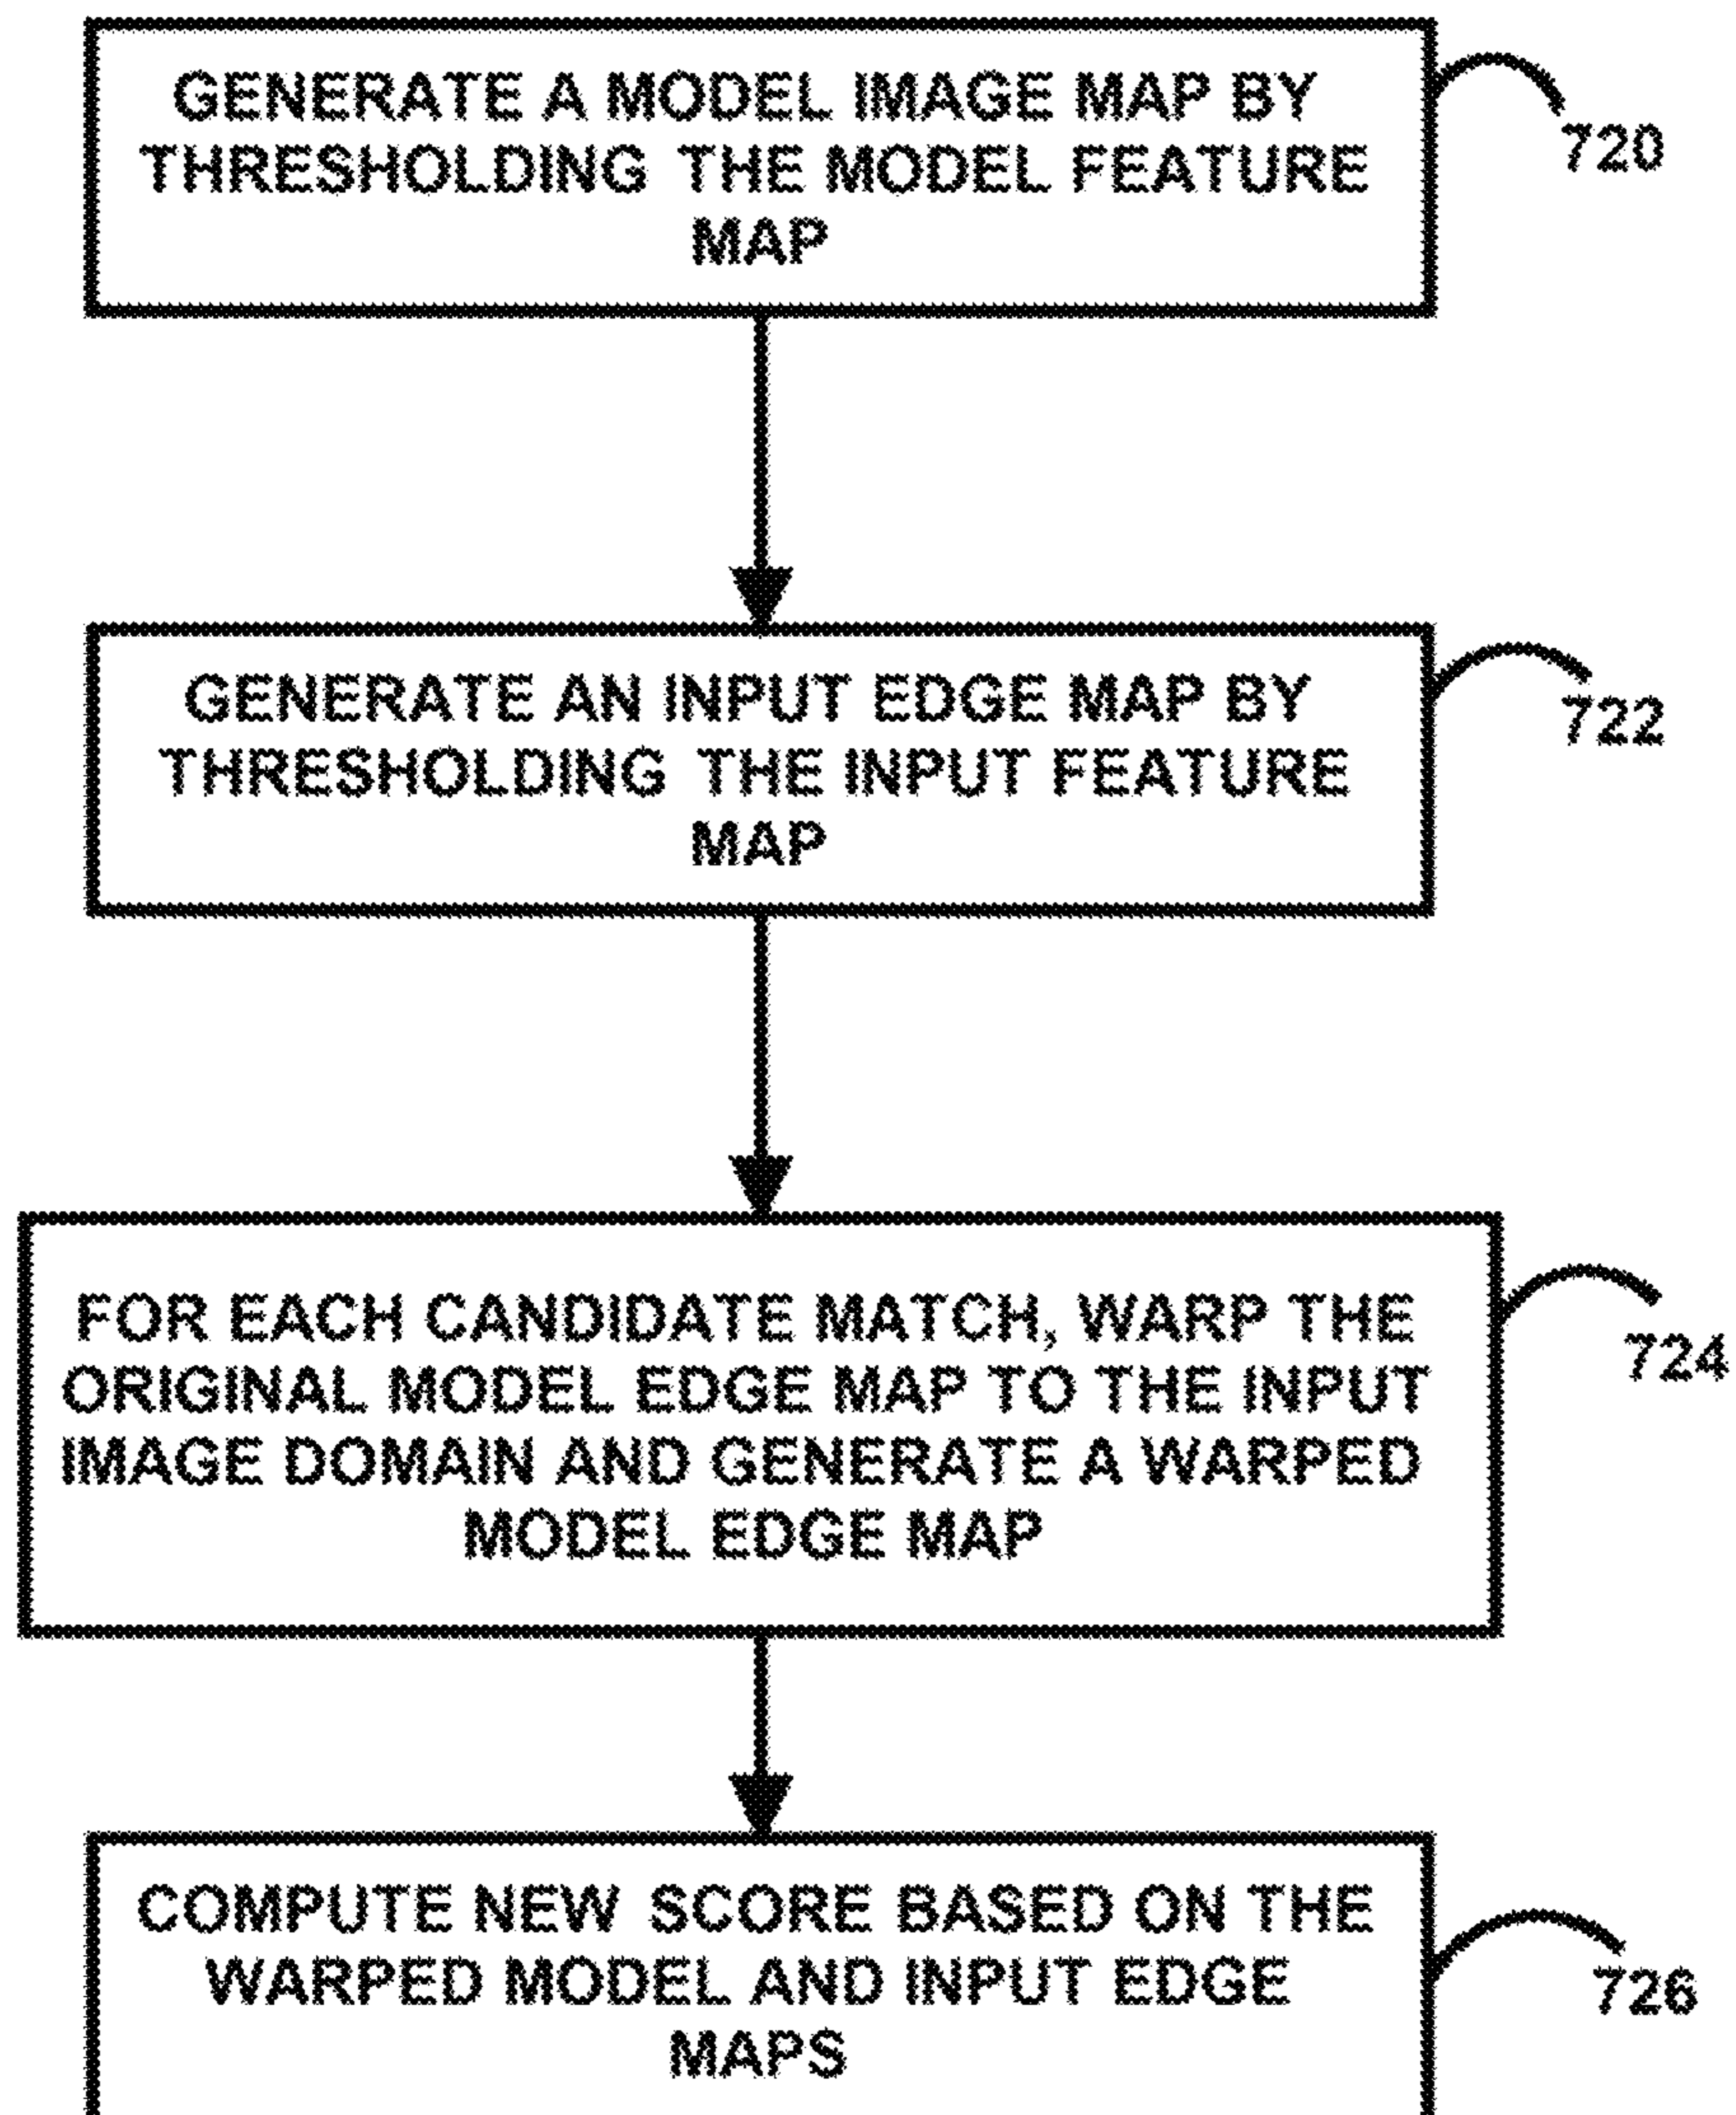 GENERATE A MODEL IMAGE MAP BY
THRESHOLDING THE MODEL FEATURE
MAP
720
GENERATE AN INPUT EDGE MAP BY
THRESHOLDING THE INPUT FEATURE
MAP
722
FOR EACH CANDIDATE MATCH, WARP THE
ORIGINAL MODEL EDGE MAP TO THE INPUT
IMAGE DOMAIN AND GENERATE A WARPED
MODEL EDGE MAP
724
COMPUTE NEW SCORE BASED ON THE
WARPED MODEL AND INPUT EDGE
MAPS
726